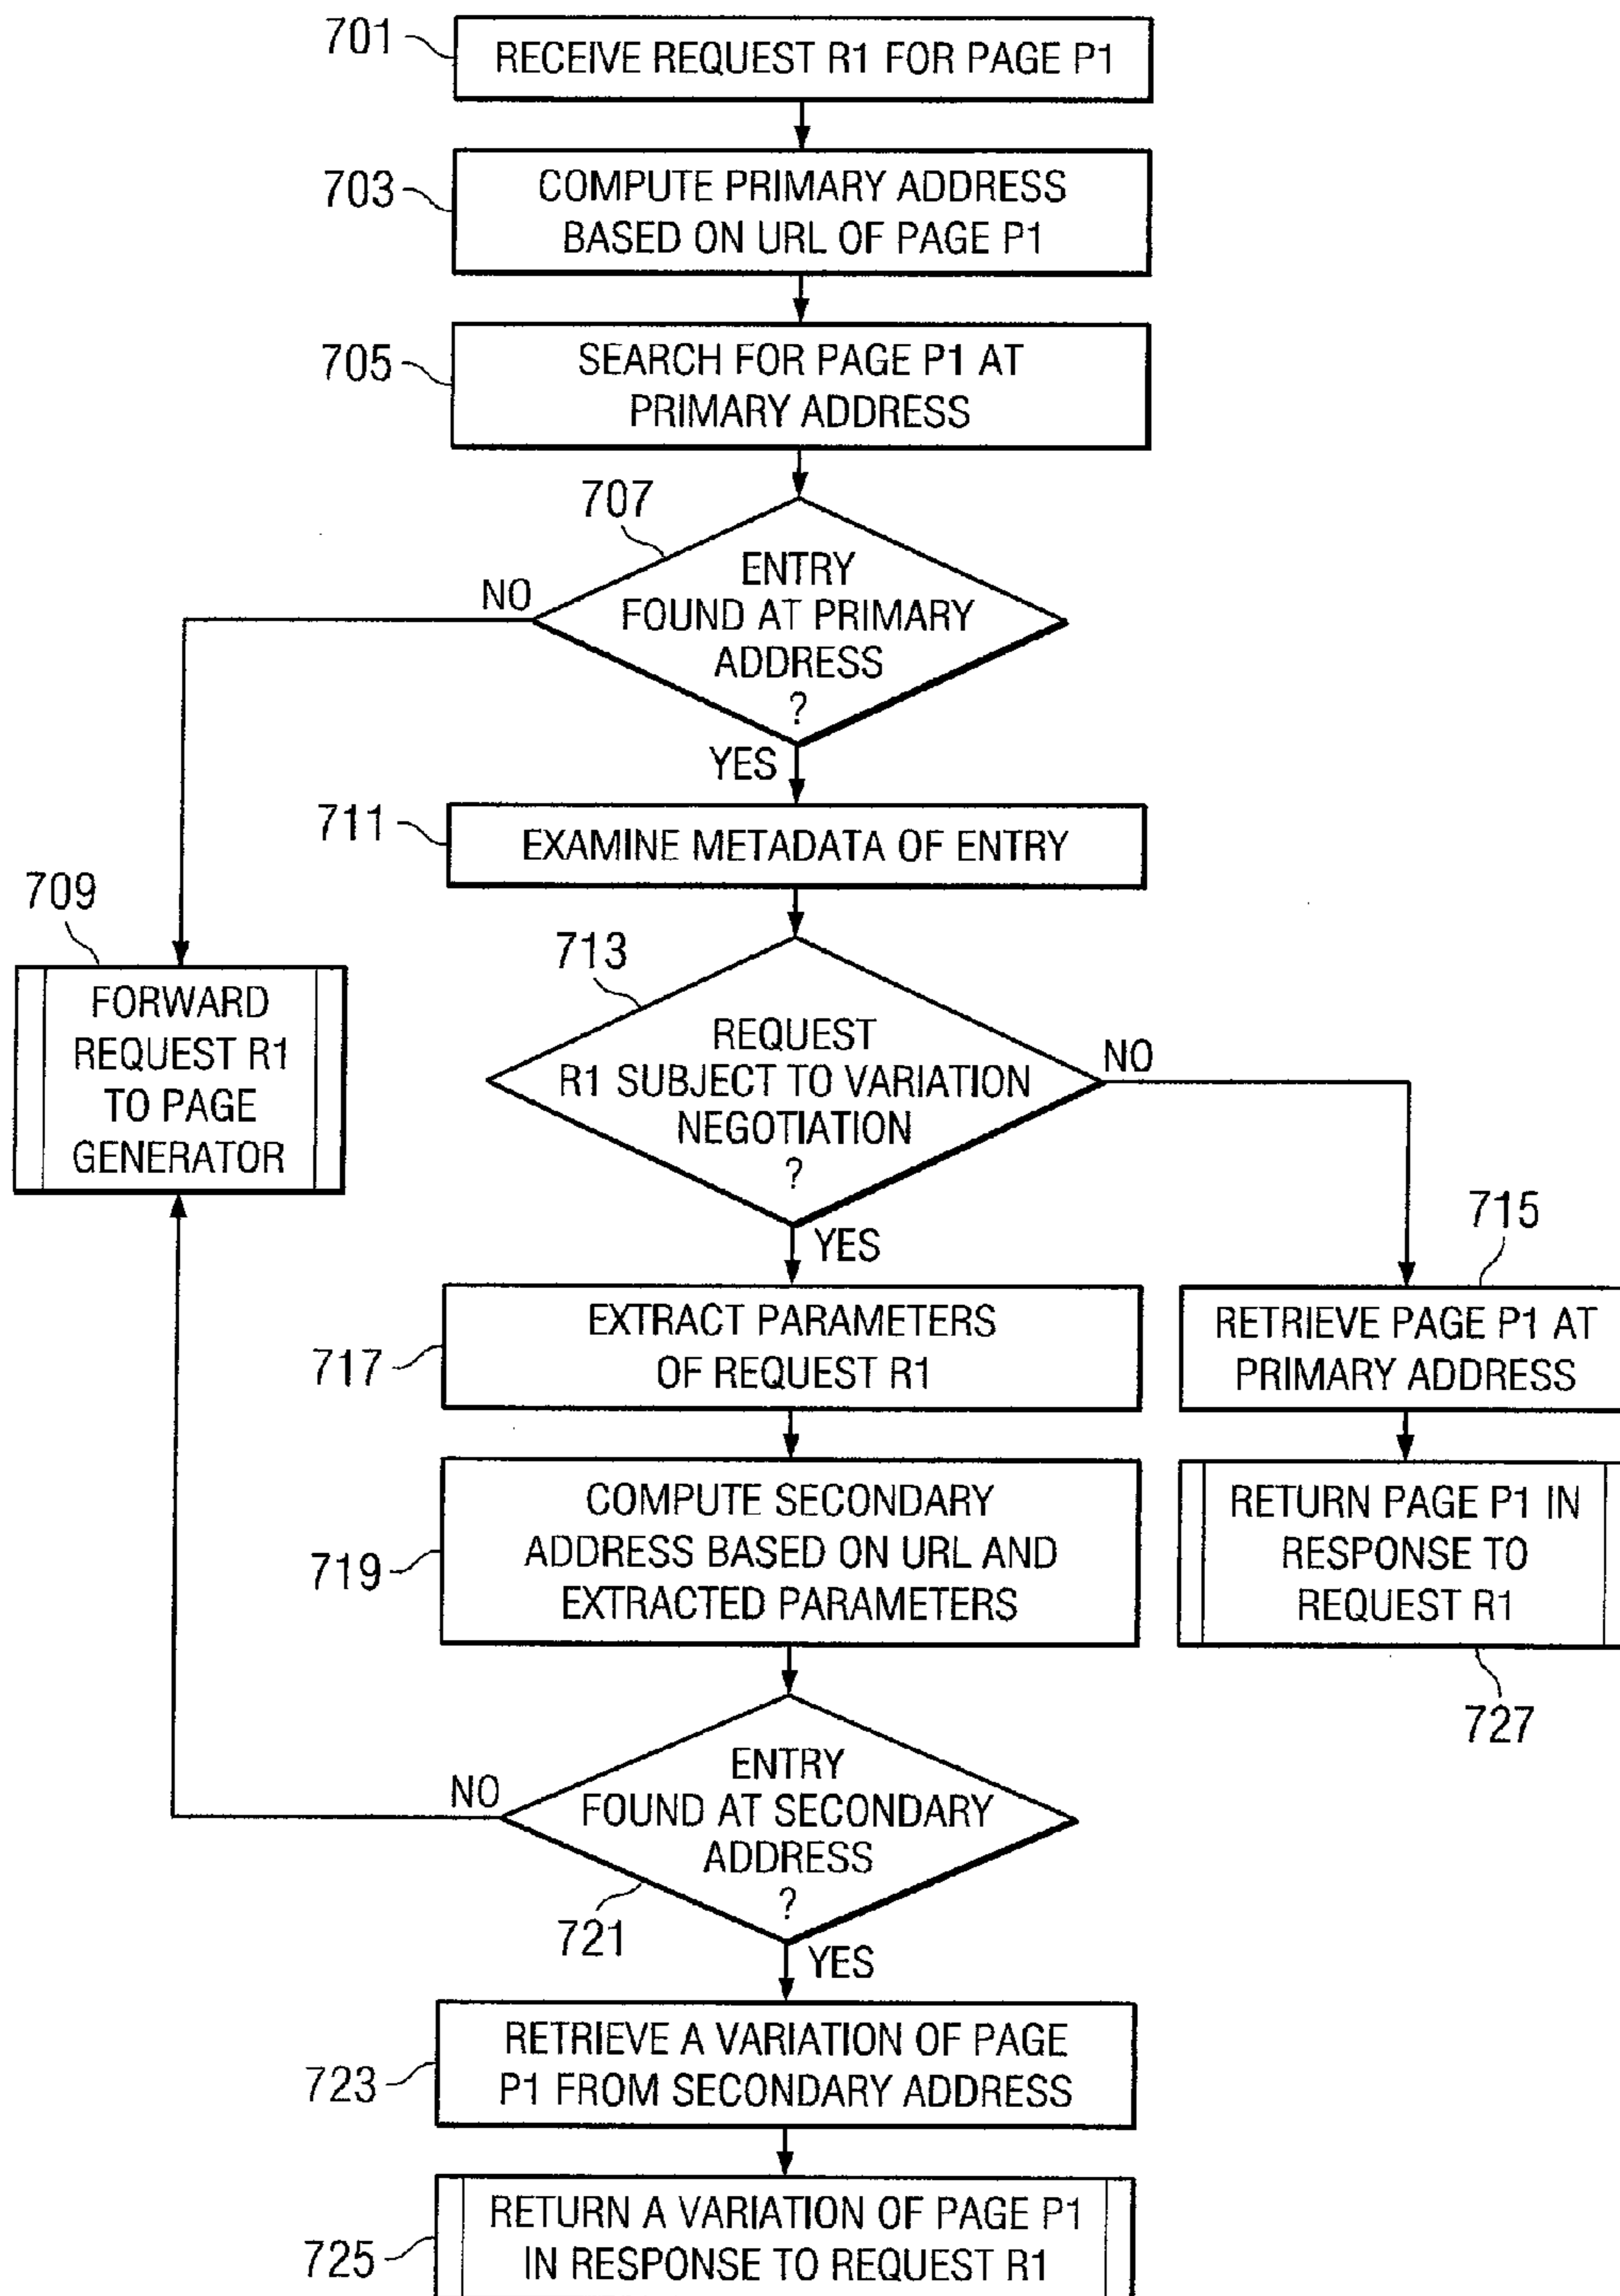 701
RECEIVE REQUEST R1 FOR PAGE P1
703
COMPUTE PRIMARY ADDRESS
BASED ON URL OF PAGE P1
705
SEARCH FOR PAGE P1 AT
PRIMARY ADDRESS
707
ENTRY
FOUND AT PRIMARY
ADDRESS
?
NO
YES
711
EXAMINE METADATA OF ENTRY
709
FORWARD
REQUEST R1
TO PAGE
GENERATOR
713
REQUEST
R1 SUBJECT TO VARIATION
NEGOTIATION
?
NO
YES
715
RETRIEVE PAGE P1 AT
PRIMARY ADDRESS
717
EXTRACT PARAMETERS
OF REQUEST R1
719
COMPUTE SECONDARY
ADDRESS BASED ON URL AND
EXTRACTED PARAMETERS
RETURN PAGE P1 IN
RESPONSE TO
REQUEST R1
727
ENTRY
FOUND AT SECONDARY
ADDRESS
?
NO
721
YES
723
RETRIEVE A VARIATION OF PAGE
P1 FROM SECONDARY ADDRESS
725
RETURN A VARIATION OF PAGE P1
IN RESPONSE TO REQUEST R1